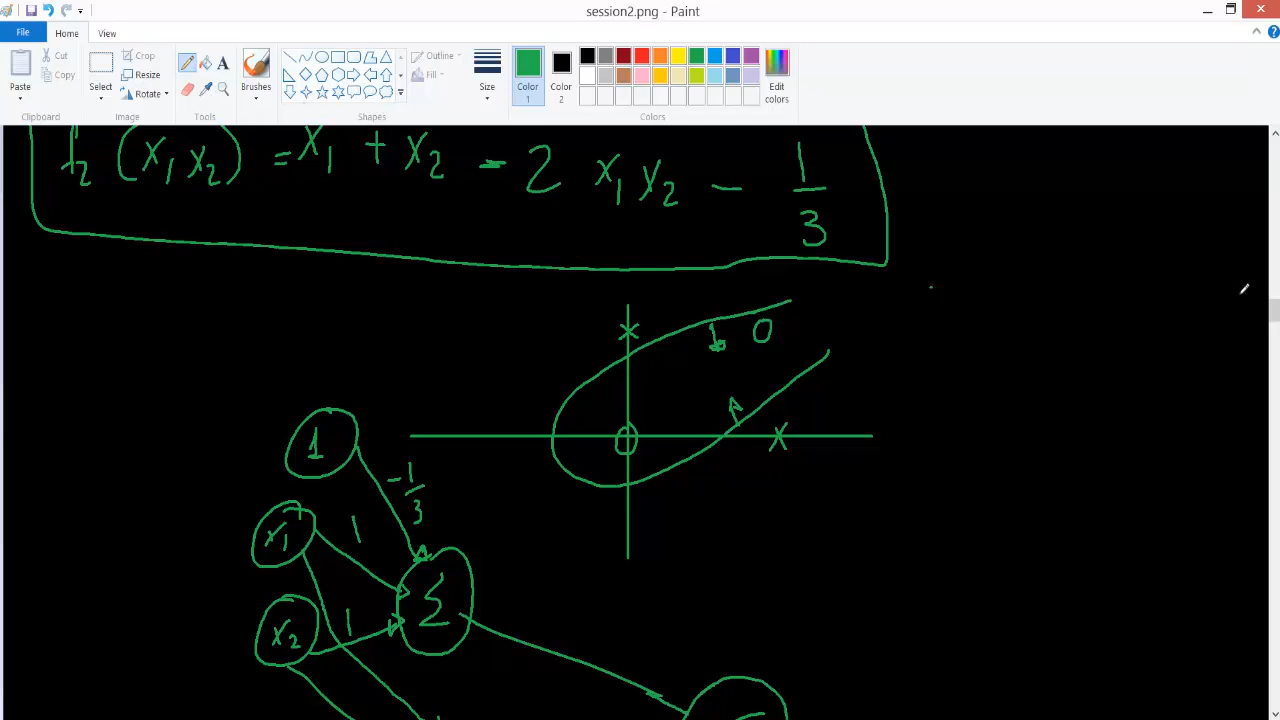 session2.png - Paint
File Home View
Cut
Copy
Paste
Clipboard
Crop
Resize
Rotate
Select
Image
A
Tools
Brushes
Outline
Fill
Shapes
Size
Color 1
Color 2
Edit colors
Colors
f₂ (x₁ x₂) = x₁ + x₂ - 2 x₁ x₂ - 1/3
x
0
0
x
1
-1/3
x₁
1
Σ
x₂
1